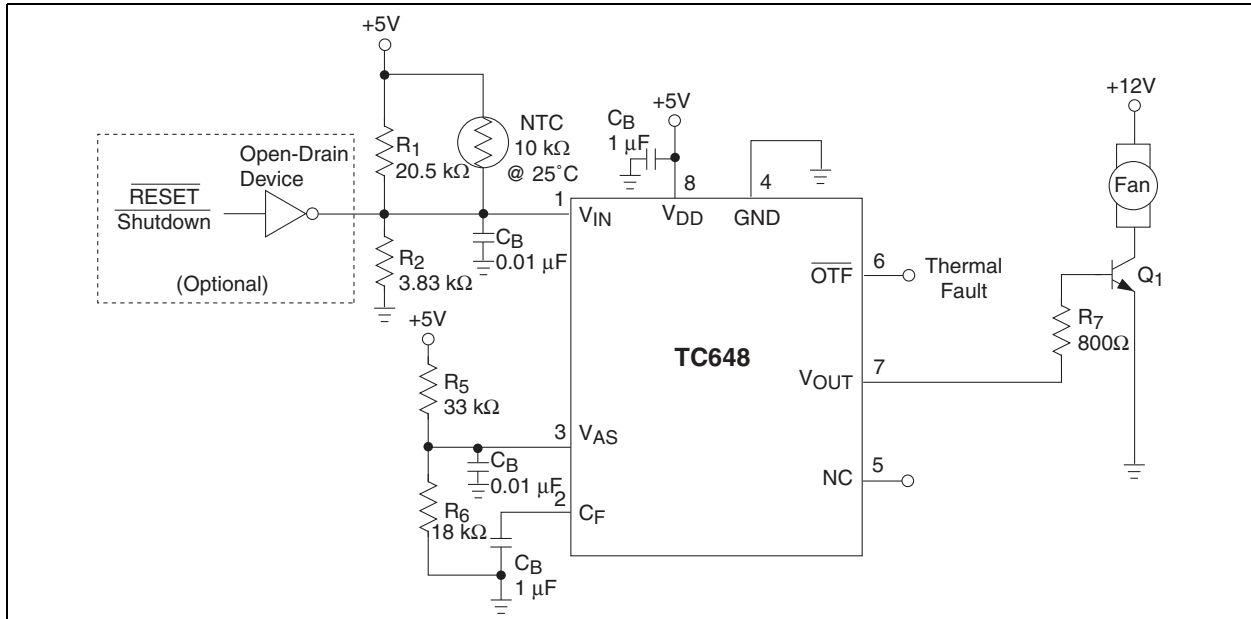 +5V
+5V
+12V
CB
1 µF
NTC
10 kΩ
@ 25˚C
R1
20.5 kΩ
Open-Drain
Device
RESET
Shutdown
(Optional)
8
4
1
VIN
VDD
GND
Fan
CB
0.01 µF
R2
3.83 kΩ
OTF
6
Thermal
Fault
Q1
R7
800Ω
+5V
TC648
VOUT
7
R5
33 kΩ
3
VAS
CB
0.01 µF
NC
5
R6
18 kΩ
2
CF
CB
1 µF